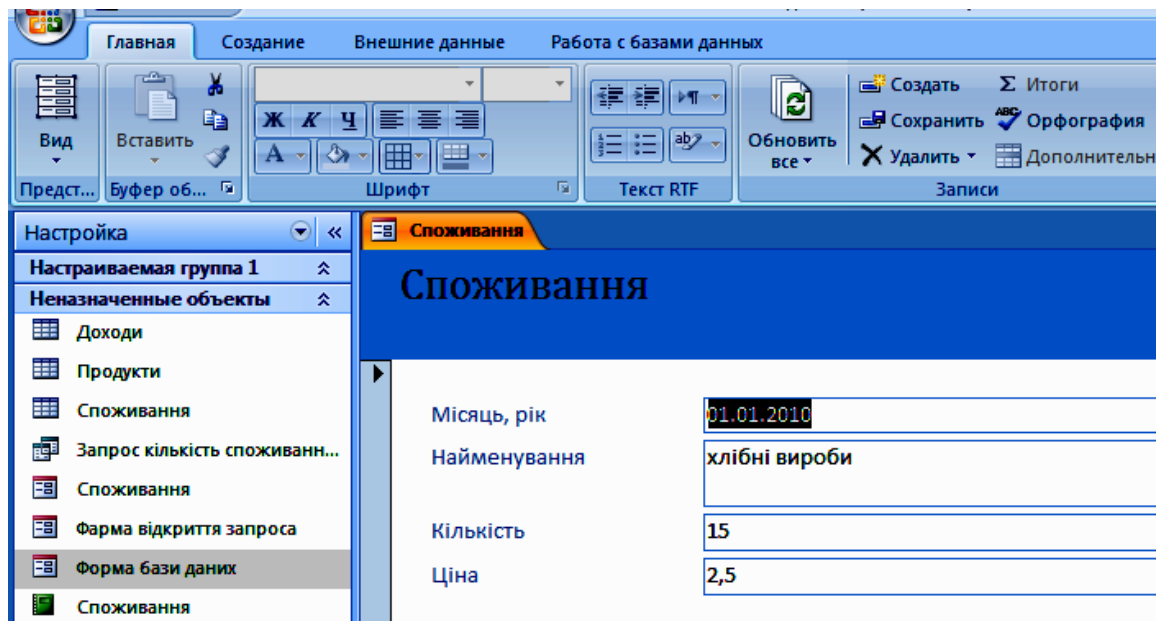 Главная Создание Внешние данные Работа с базами данных
Вид
Вставить
Ж К Ч
А
ab
Обновить все
Создать Σ Итоги
Сохранить ABC Орфография
Удалить Дополнительн
Предст... Буфер об... Шрифт Текст RTF Записи
Настройка
Настраиваемая группа 1
Неназначенные объекты
Доходи
Продукти
Споживання
Запрос кількість споживанн...
Споживання
Фарма відкриття запроса
Форма бази даних
Споживання
Споживання
Споживання
Місяць, рік 01.01.2010
Найменування хлібні вироби
Кількість 15
Ціна 2,5